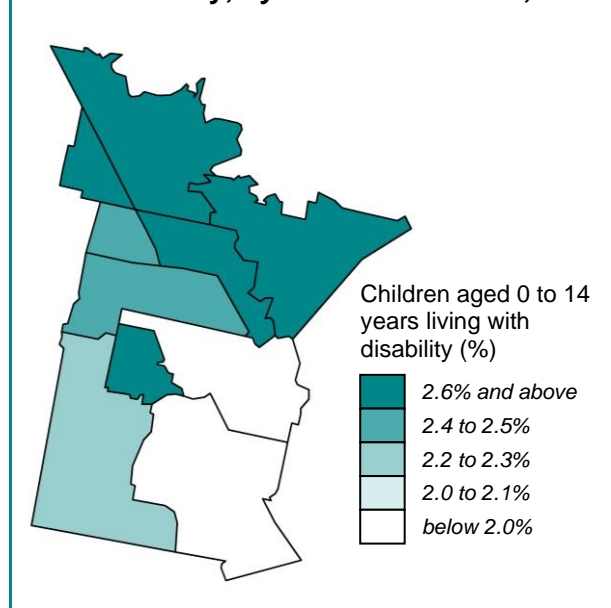 Children aged 0 to 14
years living with
disability (%)
2.6% and above
2.4 to 2.5%
2.2 to 2.3%
2.0 to 2.1%
below 2.0%